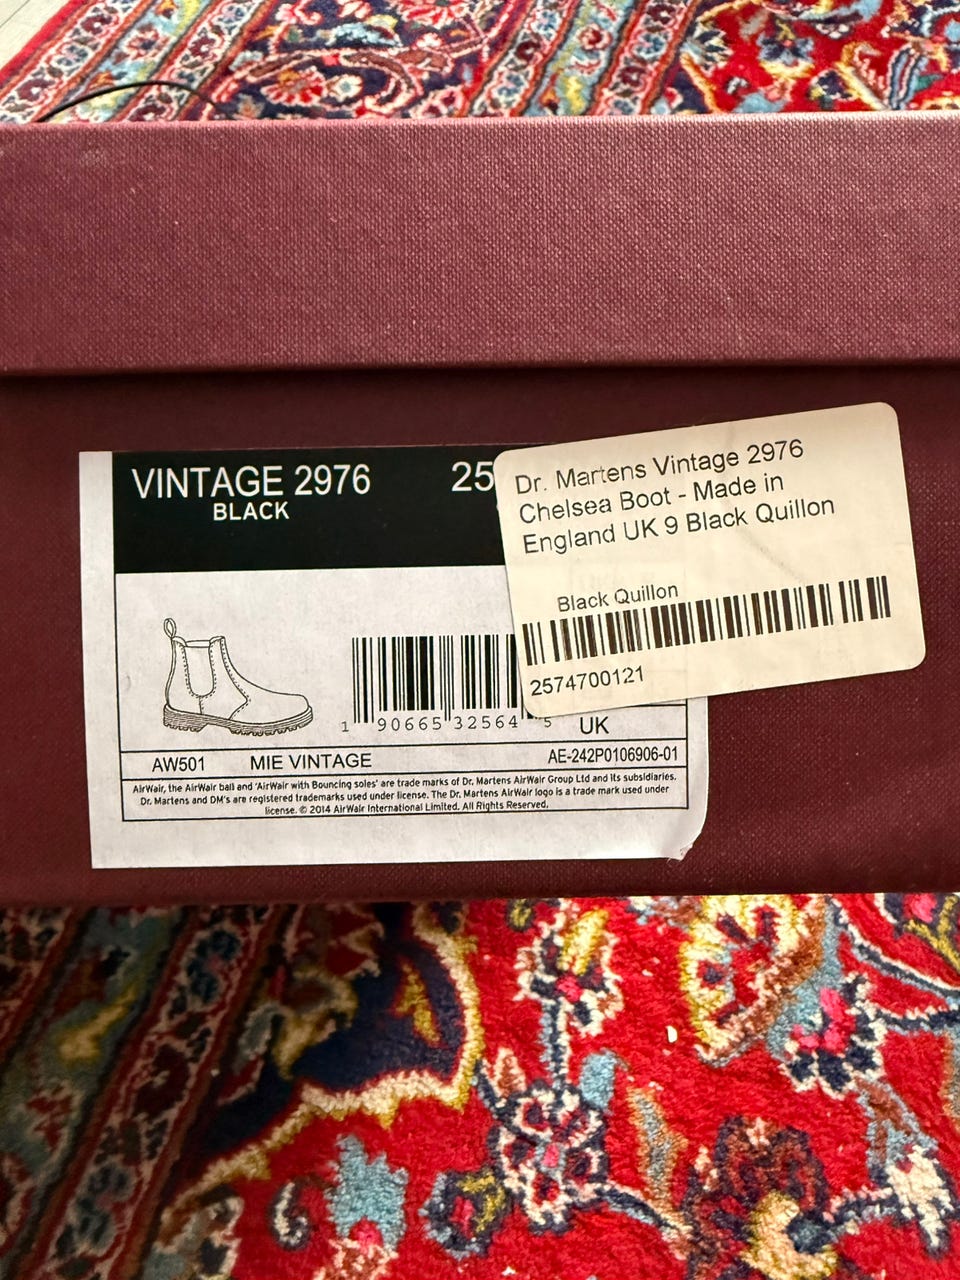 VINTAGE 2976
BLACK
25
Dr. Martens Vintage 2976
Chelsea Boot - Made in
England UK 9 Black Quillon
Black Quillon
2574700121
1 90665 32564 5
UK
AW501 MIE VINTAGE AE-242P0106906-01
AirWair, the AirWair ball and 'AirWair with Bouncing soles' are trade marks of Dr. Martens AirWair Group Ltd and its subsidiaries.
Dr. Martens and DM's are registered trademarks used under license. The Dr. Martens AirWair logo is a trade mark used under
license. © 2014 AirWair International Limited. All Rights Reserved.